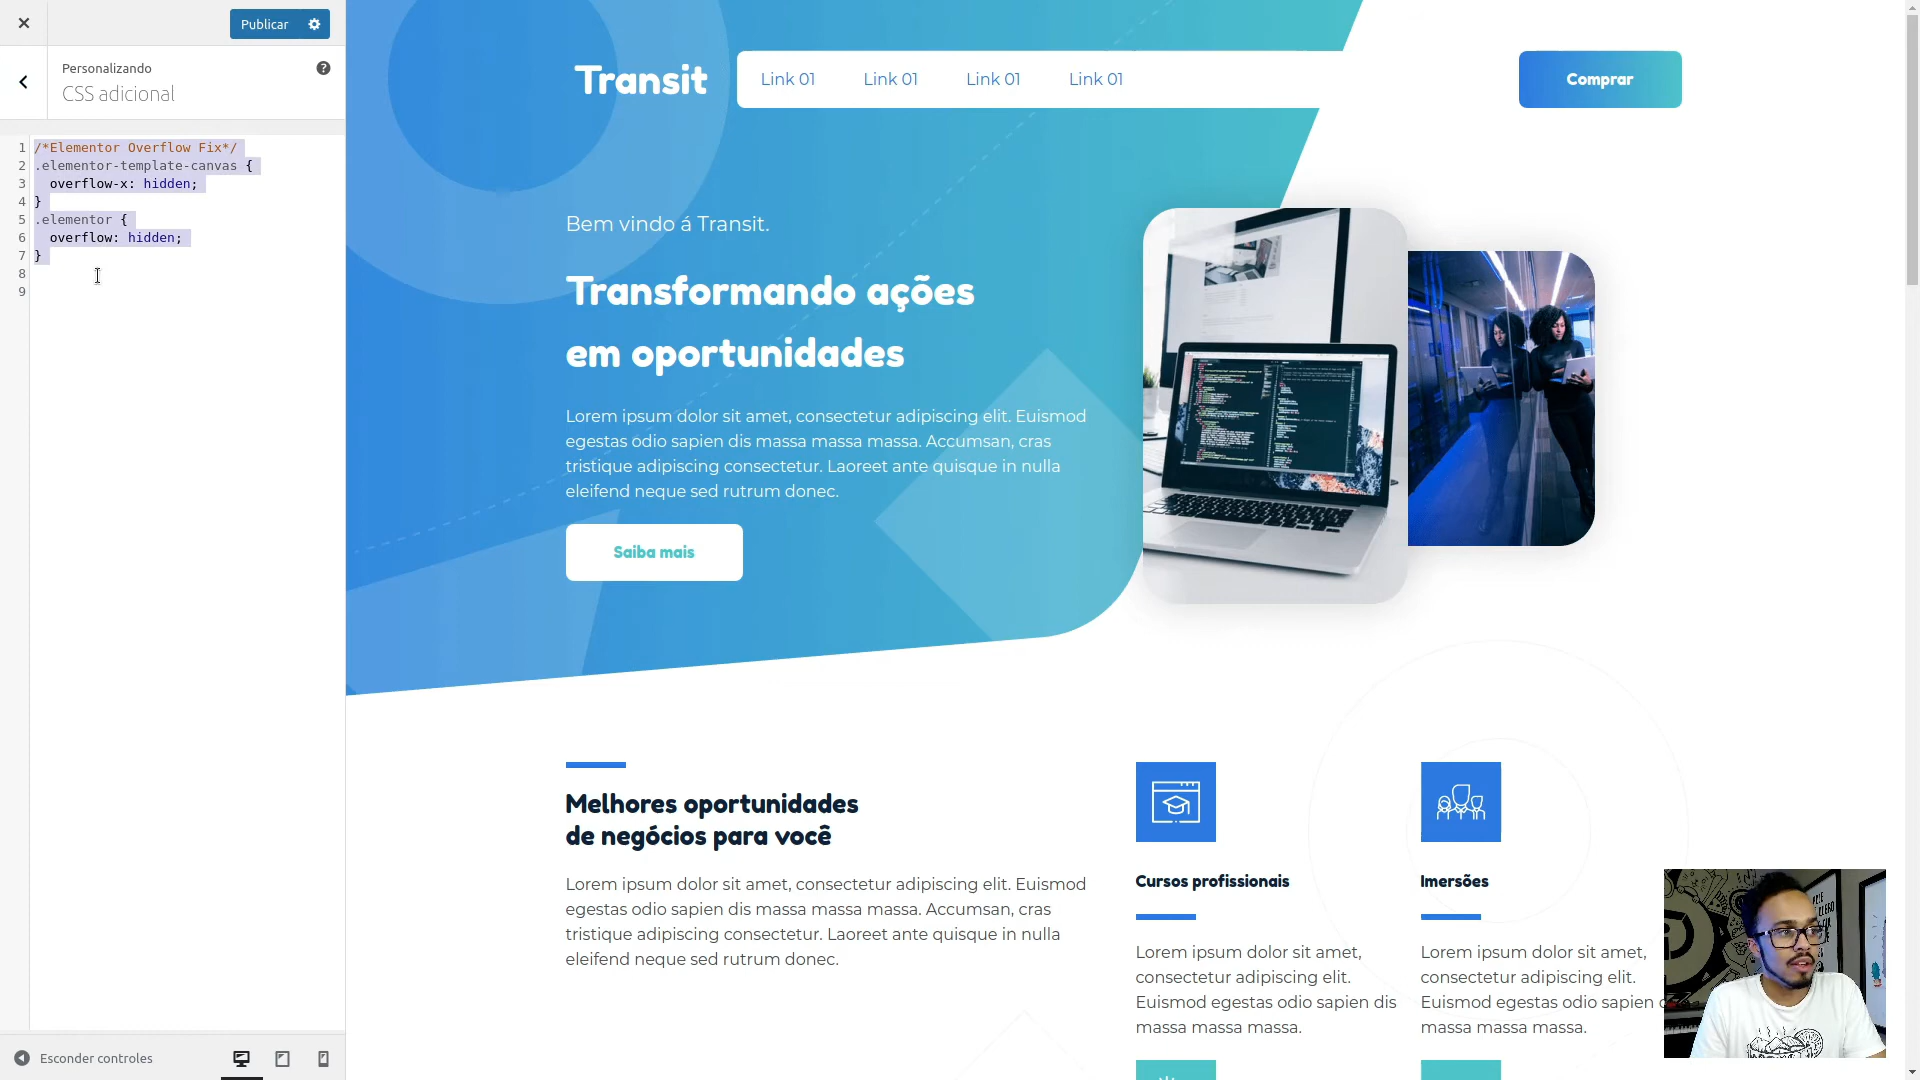 Publicar
Personalizando
CSS adicional
1 /*Elementor Overflow Fix*/
2 .elementor-template-canvas {
3 overflow-x: hidden;
4 }
5 .elementor {
6 overflow: hidden;
7 }
8
9
Esconder controles
Transit
Link 01
Link 01
Link 01
Link 01
Comprar
Bem vindo á Transit.
Transformando ações
em oportunidades
Lorem ipsum dolor sit amet, consectetur adipiscing elit. Euismod
egestas odio sapien dis massa massa massa. Accumsan, cras
tristique adipiscing consectetur. Laoreet ante quisque in nulla
eleifend neque sed rutrum donec.
Saiba mais
Melhores oportunidades
de negócios para você
Lorem ipsum dolor sit amet, consectetur adipiscing elit. Euismod
egestas odio sapien dis massa massa massa. Accumsan, cras
tristique adipiscing consectetur. Laoreet ante quisque in nulla
eleifend neque sed rutrum donec.
Cursos profissionais
Lorem ipsum dolor sit amet,
consectetur adipiscing elit.
Euismod egestas odio sapien dis
massa massa massa.
Imersões
Lorem ipsum dolor sit amet,
consectetur adipiscing elit.
Euismod egestas odio sapien
massa massa massa.